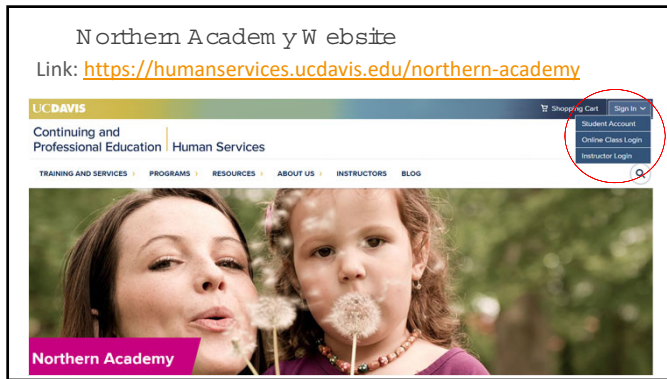 Northern Academy Website
Link: https://humanservices.ucdavis.edu/northern-academy
UCDAVIS
Shopping Cart
Sign In
Student Account
Online Class Login
Instructor Login
Continuing and
Professional Education
Human Services
TRAINING AND SERVICES
PROGRAMS
RESOURCES
ABOUT US
INSTRUCTORS
BLOG
Northern Academy